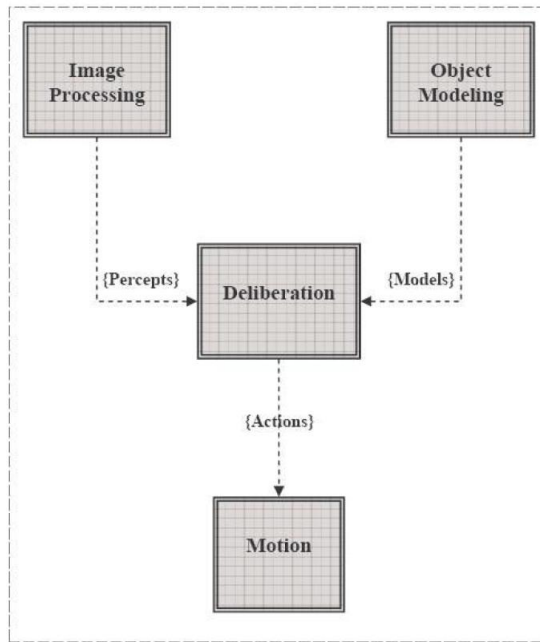 Image
Processing
Object
Modeling
{Percepts}
Deliberation
{Models}
{Actions}
Motion